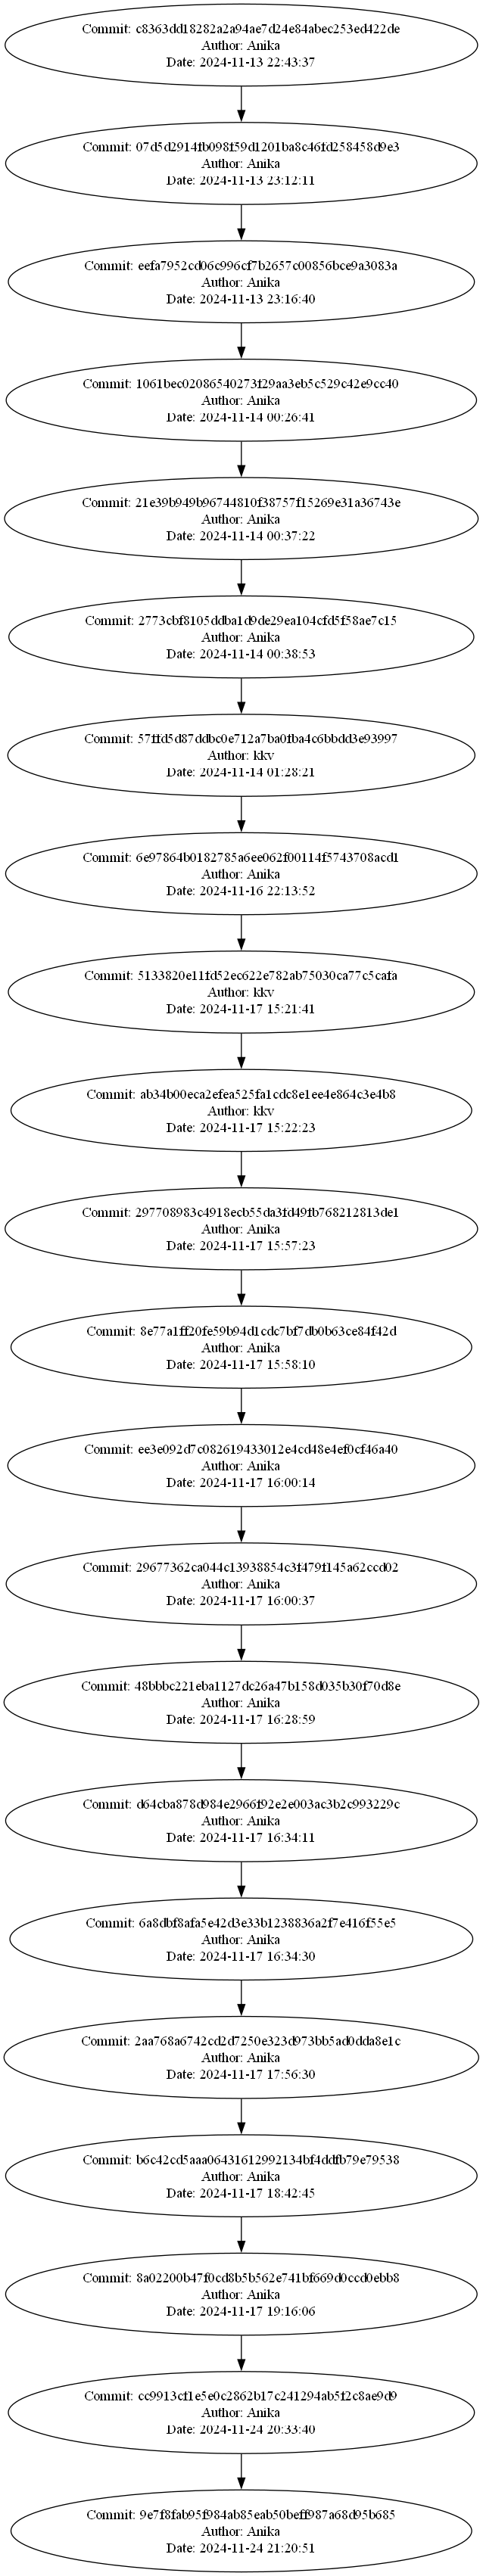 Commit: c8363dd18282a2a94ae7d24e84abec253ed422de
Author: Anika
Date: 2024-11-13 22:43:37
Commit: 07d5d2914fb098f59d1201ba8c46fd258458d9e3
Author: Anika
Date: 2024-11-13 23:12:11
Commit: eefa7952cd06c996cf7b2657c00856bce9a3083a
Author: Anika
Date: 2024-11-13 23:16:40
Commit: 1061bec02086540273f29aa3eb5c529c42e9cc40
Author: Anika
Date: 2024-11-14 00:26:41
Commit: 21e39b949b96744810f38757f15269e31a36743e
Author: Anika
Date: 2024-11-14 00:37:22
Commit: 2773cbf8105ddba1d9de29ea104cfd5f58ae7c15
Author: Anika
Date: 2024-11-14 00:38:53
Commit: 57ffd5d87ddbc0e712a7ba0fba4c6bbdd3e93997
Author: kkv
Date: 2024-11-14 01:28:21
Commit: 6e97864b0182785a6ee062f00114f5743708acd1
Author: Anika
Date: 2024-11-16 22:13:52
Commit: 5133820e11fd52ec622e782ab75030ca77c5cafa
Author: kkv
Date: 2024-11-17 15:21:41
Commit: ab34b00eca2efea525fa1cdc8e1ee4e864c3e4b8
Author: kkv
Date: 2024-11-17 15:22:23
Commit: 297708983c4918ecb55da3fd49fb768212813de1
Author: Anika
Date: 2024-11-17 15:57:23
Commit: 8e77a1ff20fe59b94d1cdc7bf7db0b63ce84f42d
Author: Anika
Date: 2024-11-17 15:58:10
Commit: ee3e092d7c082619433012e4cd48e4ef0cf46a40
Author: Anika
Date: 2024-11-17 16:00:14
Commit: 29677362ca044c13938854c3f479f145a62ccd02
Author: Anika
Date: 2024-11-17 16:00:37
Commit: 48bbbc221eba1127dc26a47b158d035b30f70d8e
Author: Anika
Date: 2024-11-17 16:28:59
Commit: d64cba878d984e2966f92e2e003ac3b2c993229c
Author: Anika
Date: 2024-11-17 16:34:11
Commit: 6a8dbf8afa5e42d3e33b1238836a2f7e416f55e5
Author: Anika
Date: 2024-11-17 16:34:30
Commit: 2aa768a6742cd2d7250e323d973bb5ad0dda8e1c
Author: Anika
Date: 2024-11-17 17:56:30
Commit: b6c42cd5aaa06431612992134bf4ddfb79e79538
Author: Anika
Date: 2024-11-17 18:42:45
Commit: 8a02200b47f0cd8b5b562e741bf669d0ccd0ebb8
Author: Anika
Date: 2024-11-17 19:16:06
Commit: cc9913cf1e5e0c2862b17c241294ab5f2c8ae9d9
Author: Anika
Date: 2024-11-24 20:33:40
Commit: 9e7f8fab95f984ab85eab50beff987a68d95b685
Author: Anika
Date: 2024-11-24 21:20:51